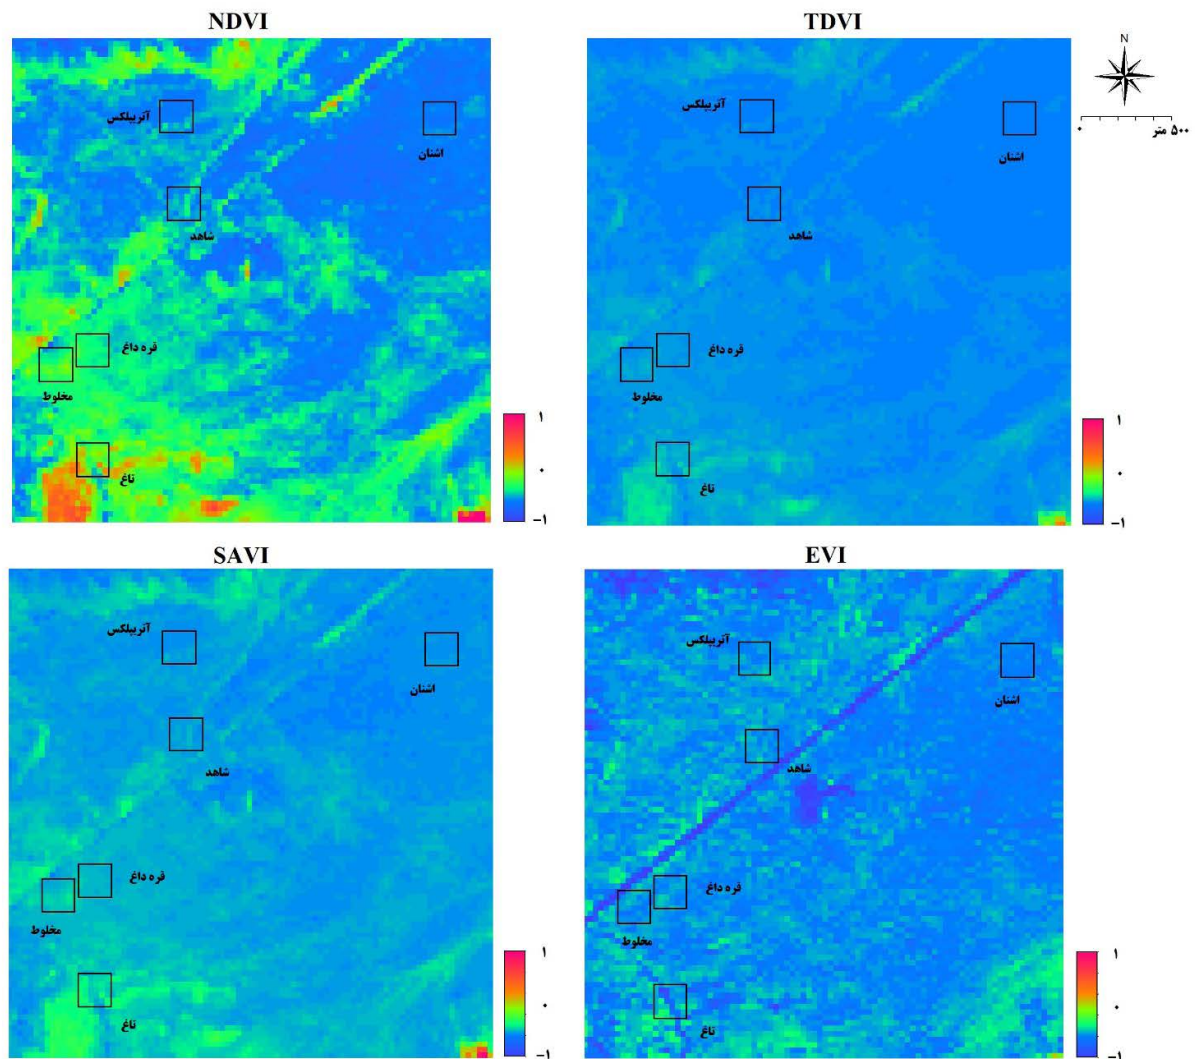 NDVI
TDVI
N
۰ ۵۰۰ متر
آتریپلکس
اشنان
شاهد
قره داغ
مخلوط
تاغ
۱
۰
-۱
آتریپلکس
اشنان
شاهد
قره داغ
مخلوط
تاغ
۱
۰
-۱
SAVI
EVI
آتریپلکس
اشنان
شاهد
قره داغ
مخلوط
تاغ
۱
۰
-۱
آتریپلکس
اشنان
شاهد
قره داغ
مخلوط
تاغ
۱
۰
-۱